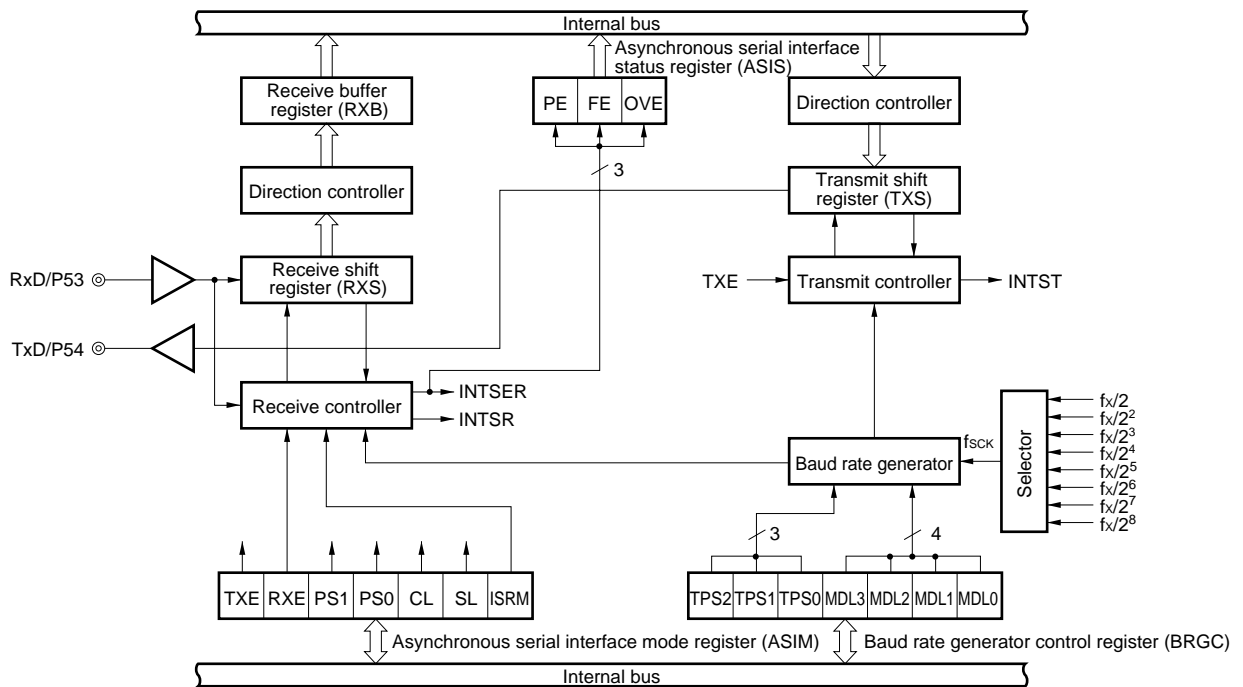 Internal bus
Asynchronous serial interface
status register (ASIS)
Receive buffer
register (RXB)
PE FE OVE
Direction controller
3
Direction controller
Transmit shift
register (TXS)
RxD/P53
Receive shift
register (RXS)
TXE
Transmit controller
INTST
TxD/P54
Receive controller
INTSER
INTSR
fX/2
fX/2²
fX/2³
fX/2⁴
fX/2⁵
fX/2⁶
fX/2⁷
fX/2⁸
Selector
fSCK
Baud rate generator
3
4
TXE RXE PS1 PS0 CL SL ISRM
TPS2 TPS1 TPS0 MDL3 MDL2 MDL1 MDL0
Asynchronous serial interface mode register (ASIM)
Baud rate generator control register (BRGC)
Internal bus